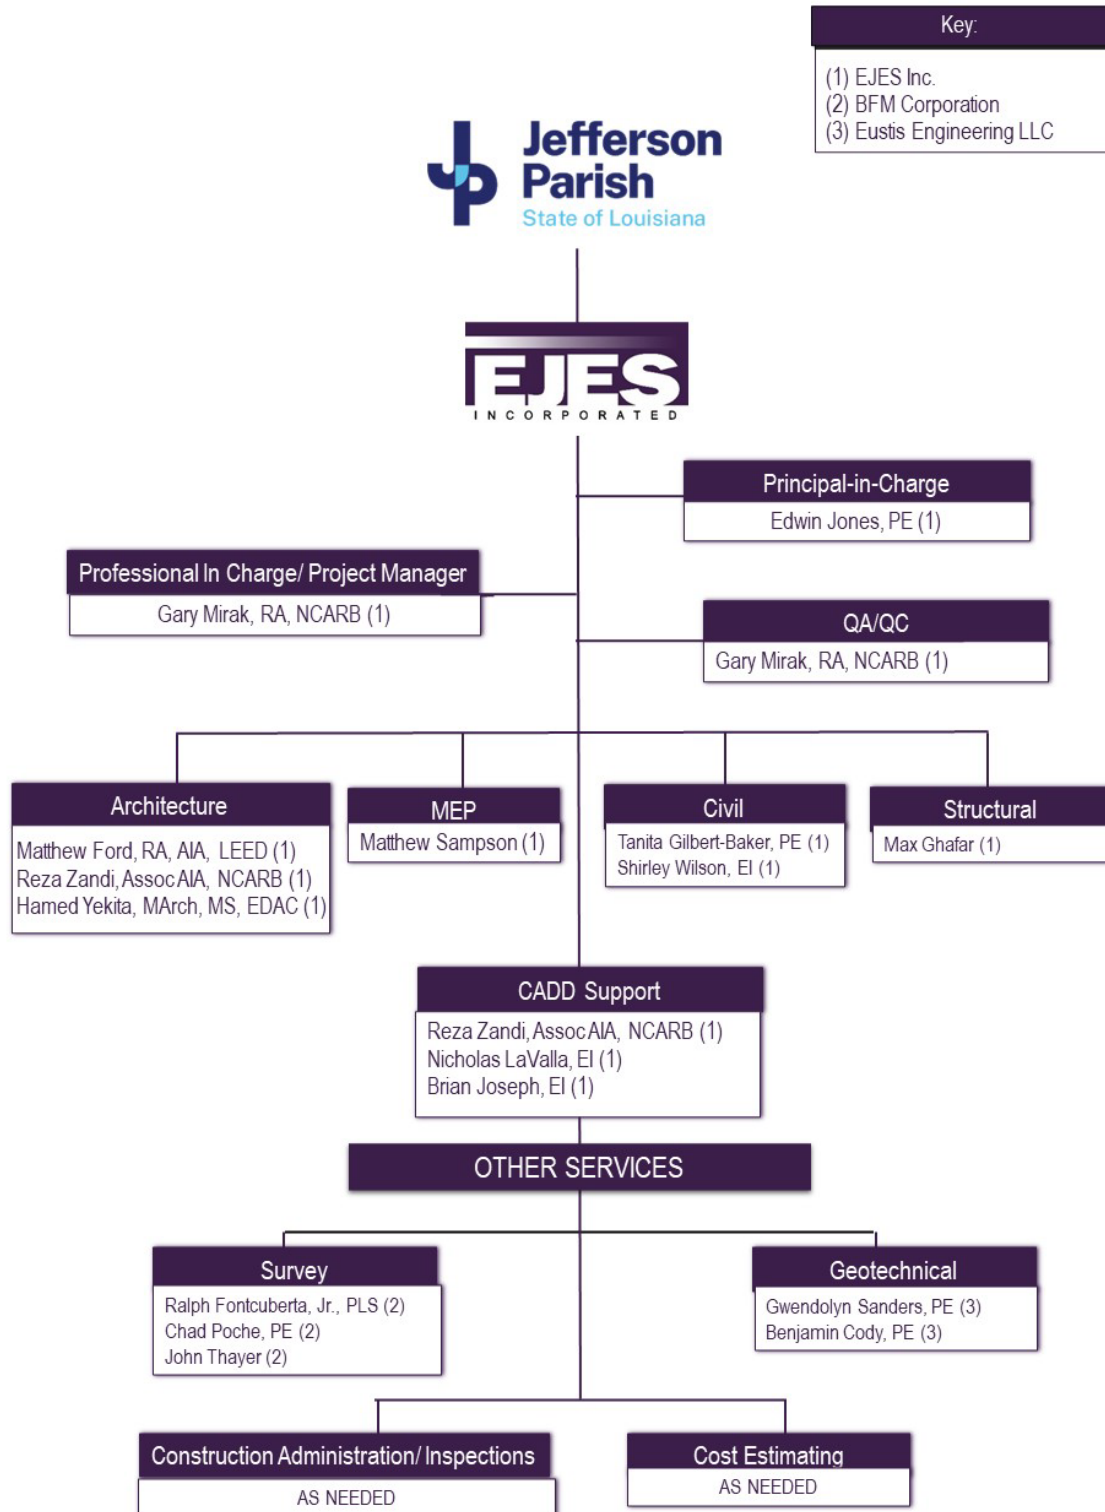 Key:
(1) EJES Inc.
(2) BFM Corporation
(3) Eustis Engineering LLC
JP
Jefferson
Parish
State of Louisiana
EJES
INCORPORATED
Principal-in-Charge
Edwin Jones, PE (1)
Professional In Charge/ Project Manager
Gary Mirak, RA, NCARB (1)
QA/QC
Gary Mirak, RA, NCARB (1)
Architecture
Matthew Ford, RA, AIA, LEED (1)
Reza Zandi, Assoc AIA, NCARB (1)
Hamed Yekita, MArch, MS, EDAC (1)
MEP
Matthew Sampson (1)
Civil
Tanita Gilbert-Baker, PE (1)
Shirley Wilson, EI (1)
Structural
Max Ghafar (1)
CADD Support
Reza Zandi, Assoc AIA, NCARB (1)
Nicholas LaValla, EI (1)
Brian Joseph, EI (1)
OTHER SERVICES
Survey
Ralph Fontcuberta, Jr., PLS (2)
Chad Poche, PE (2)
John Thayer (2)
Geotechnical
Gwendolyn Sanders, PE (3)
Benjamin Cody, PE (3)
Construction Administration/ Inspections
AS NEEDED
Cost Estimating
AS NEEDED